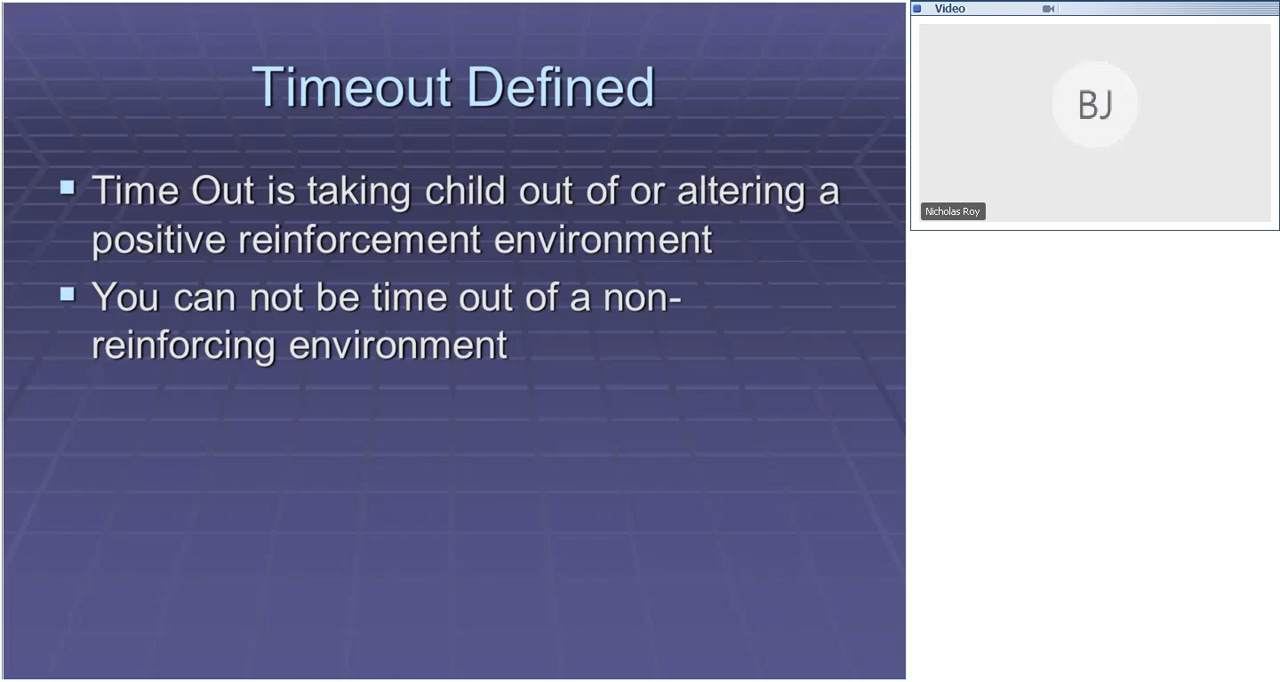 Timeout Defined
Time Out is taking child out of or altering a
positive reinforcement environment
You can not be time out of a non-
reinforcing environment
Video
BJ
Nicholas Roy